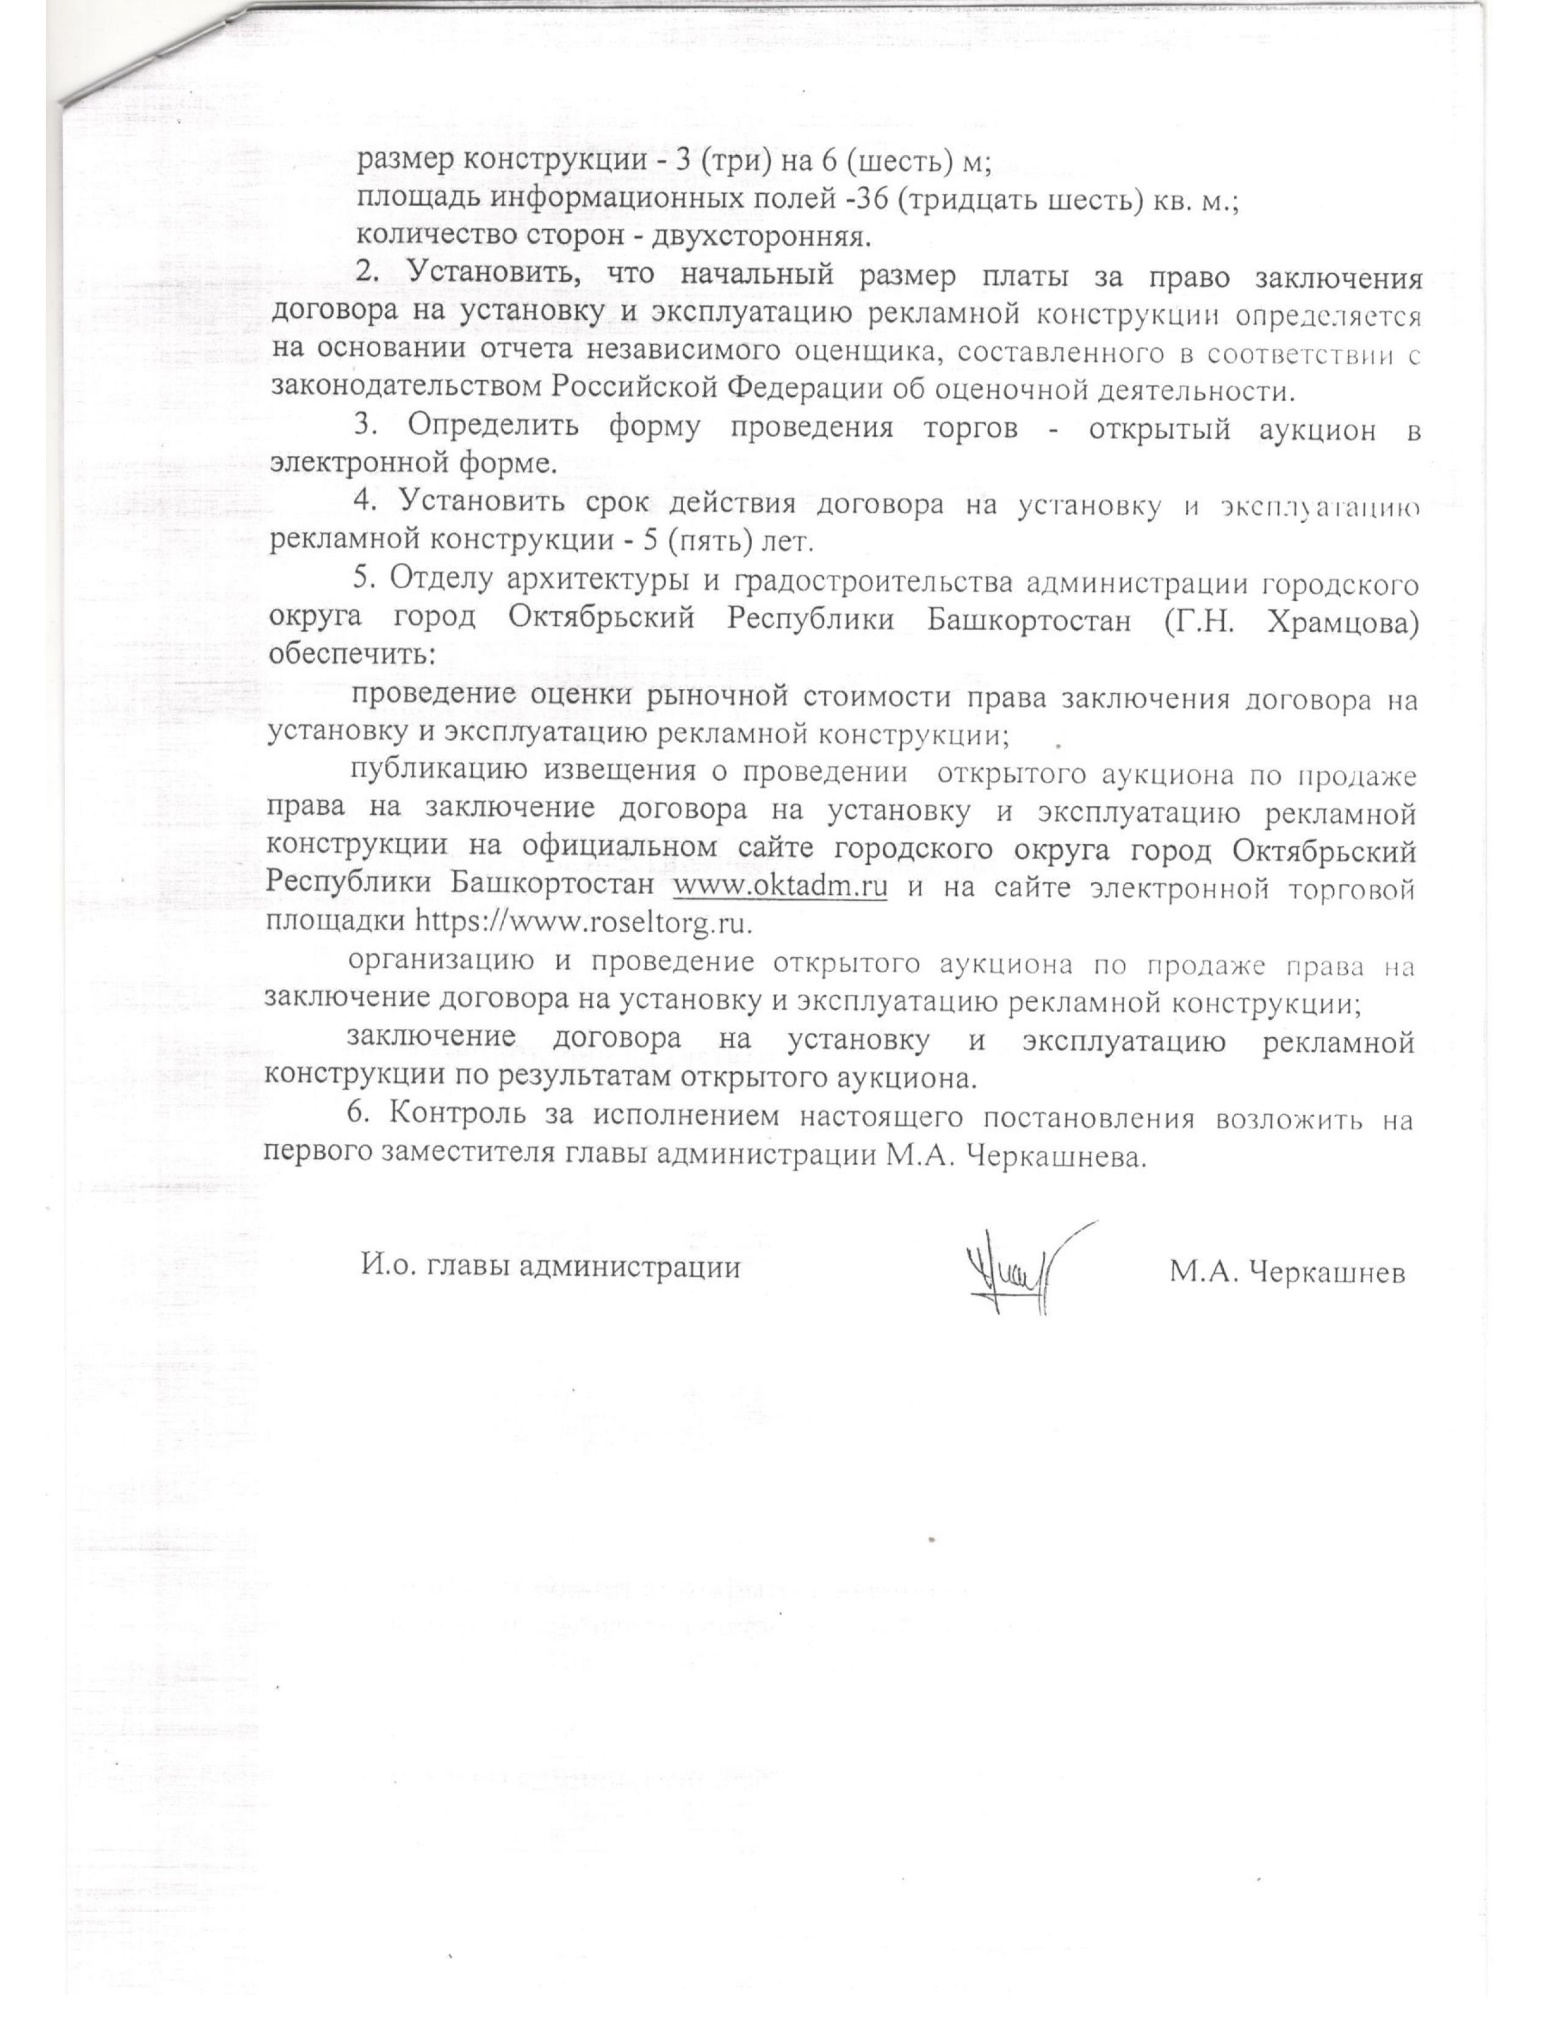 размер конструкции - 3 (три) на 6 (шесть) м;
площадь информационных полей -36 (тридцать шесть) кв. м.;
количество сторон - двухсторонняя.
2. Установить, что начальный размер платы за право заключения
договора на установку и эксплуатацию рекламной конструкции определяется
на основании отчета независимого оценщика, составленного в соответствии с
законодательством Российской Федерации об оценочной деятельности.
3. Определить форму проведения торгов - открытый аукцион в
электронной форме.
4. Установить срок действия договора на установку и эксплуатацию
рекламной конструкции - 5 (пять) лет.
5. Отделу архитектуры и градостроительства администрации городского
округа город Октябрьский Республики Башкортостан (Г.Н. Храмцова)
обеспечить:
проведение оценки рыночной стоимости права заключения договора на
установку и эксплуатацию рекламной конструкции;
публикацию извещения о проведении открытого аукциона по продаже
права на заключение договора на установку и эксплуатацию рекламной
конструкции на официальном сайте городского округа город Октябрьский
Республики Башкортостан www.oktadm.ru и на сайте электронной торговой
площадки https://www.roseltorg.ru.
организацию и проведение открытого аукциона по продаже права на
заключение договора на установку и эксплуатацию рекламной конструкции;
заключение договора на установку и эксплуатацию рекламной
конструкции по результатам открытого аукциона.
6. Контроль за исполнением настоящего постановления возложить на
первого заместителя главы администрации М.А. Черкашнева.
И.о. главы администрации М.А. Черкашнев